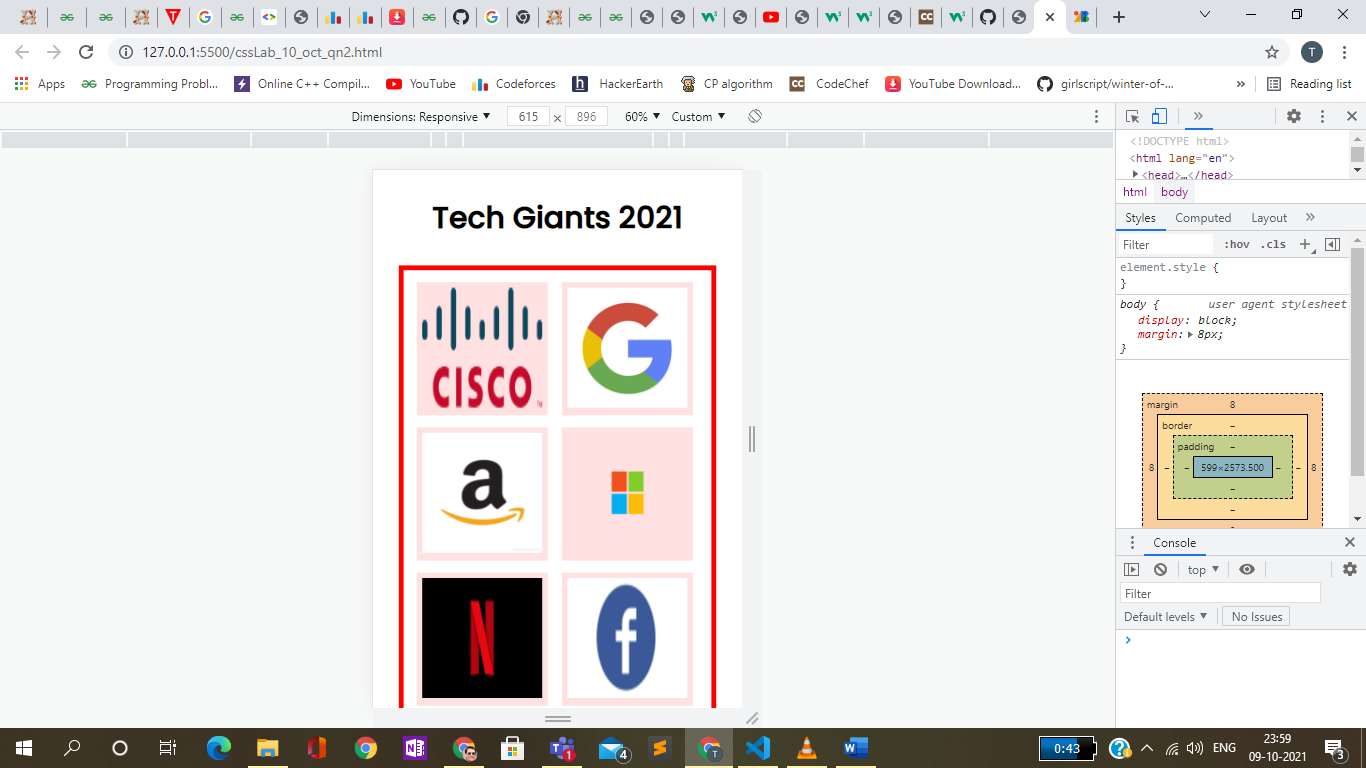 127.0.0.1:5500/cssLab_10_oct_qn2.html
T
Apps
Programming Probl...
Online C++ Compil...
YouTube
Codeforces
HackerEarth
CP algorithm
CodeChef
YouTube Download...
girlscript/winter-of-...
»
Reading list
Dimensions: Responsive ▼ 615 × 896 60% ▼ Custom ▼
Tech Giants 2021
CISCO
<!DOCTYPE html>
<html lang="en">
<head>…</head>
html body
Styles Computed Layout »
Filter :hov .cls +
element.style {
}
body { user agent stylesheet
display: block;
margin: 8px;
}
margin 8
border –
padding –
8 – – 599×2573.500 – – 8
–
–
Console
top ▼
Filter
Default levels ▼ No Issues
›
0:43
ENG
23:59
09-10-2021
4
1
T
3